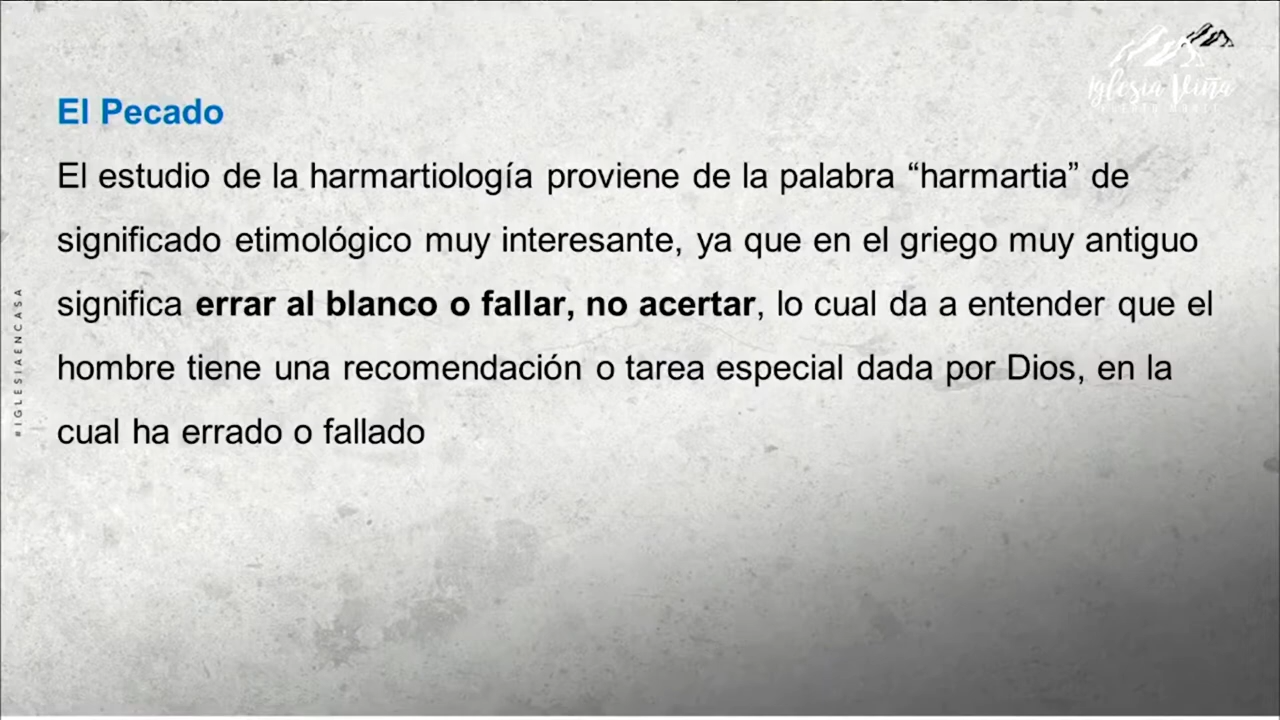 Iglesia Viña
El Pecado
El estudio de la harmartiología proviene de la palabra “harmartia” de
significado etimológico muy interesante, ya que en el griego muy antiguo
significa errar al blanco o fallar, no acertar, lo cual da a entender que el
hombre tiene una recomendación o tarea especial dada por Dios, en la
cual ha errado o fallado
#IGLESIAENCASA